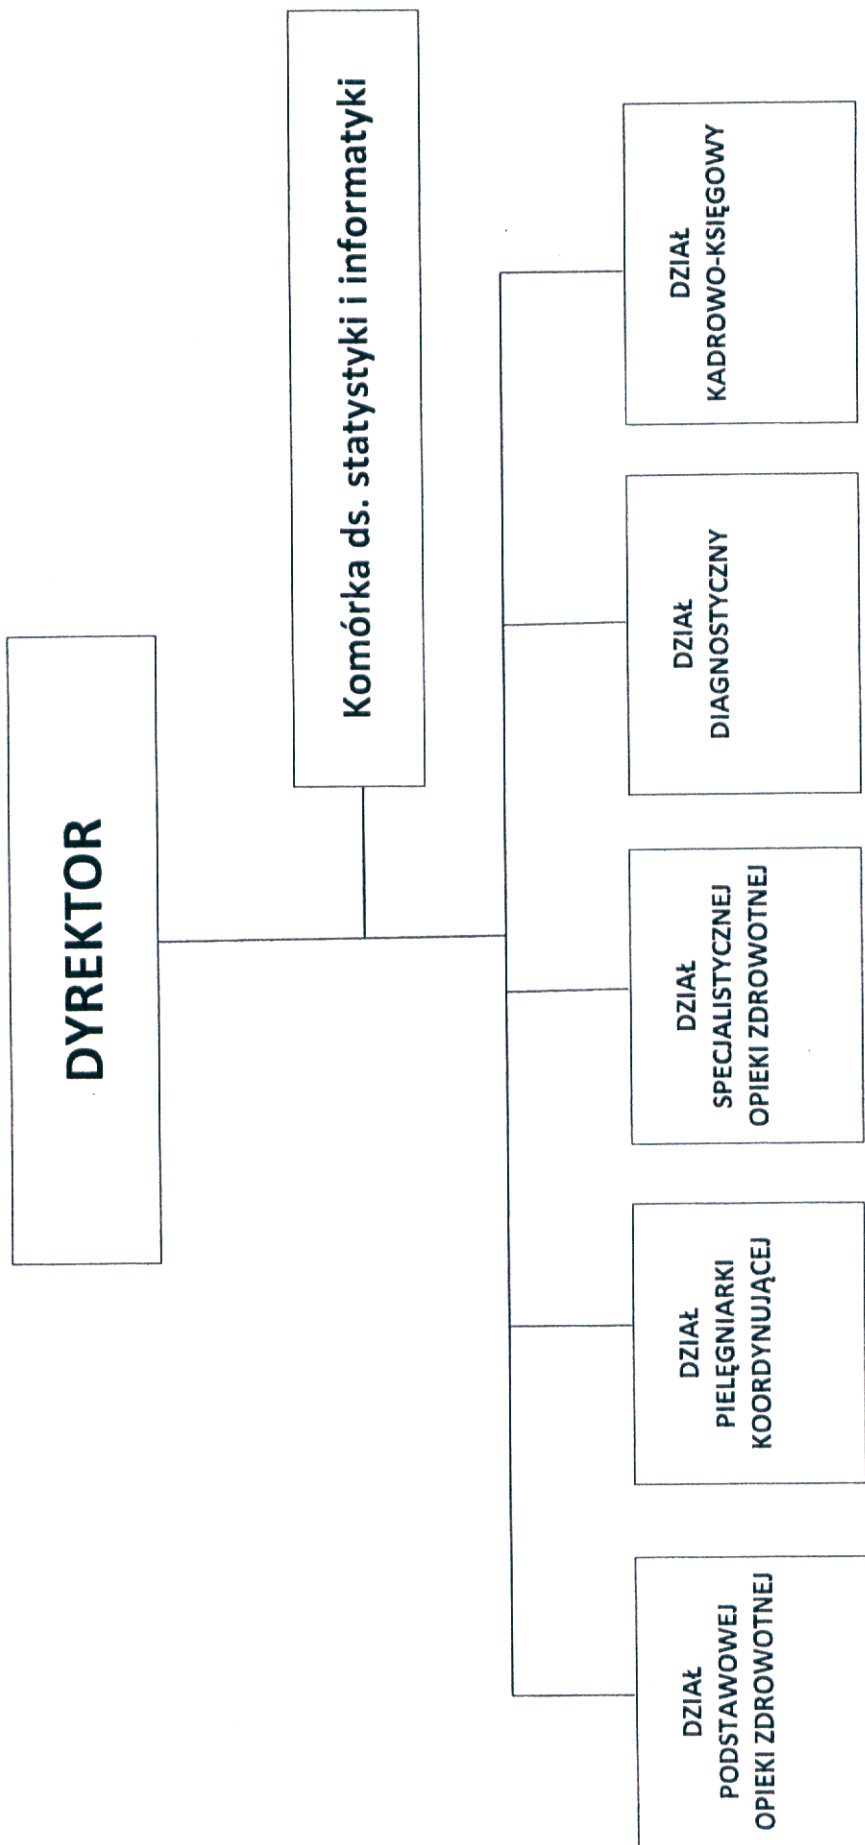 DYREKTOR
Komórka ds. statystyki i informatyki
DZIAŁ
PODSTAWOWEJ
OPIEKI ZDROWOTNEJ
DZIAŁ
PIELĘGNIARKI
KOORDYNUJĄCEJ
DZIAŁ
SPECJALISTYCZNEJ
OPIEKI ZDROWOTNEJ
DZIAŁ
DIAGNOSTYCZNY
DZIAŁ
KADROWO-KSIĘGOWY